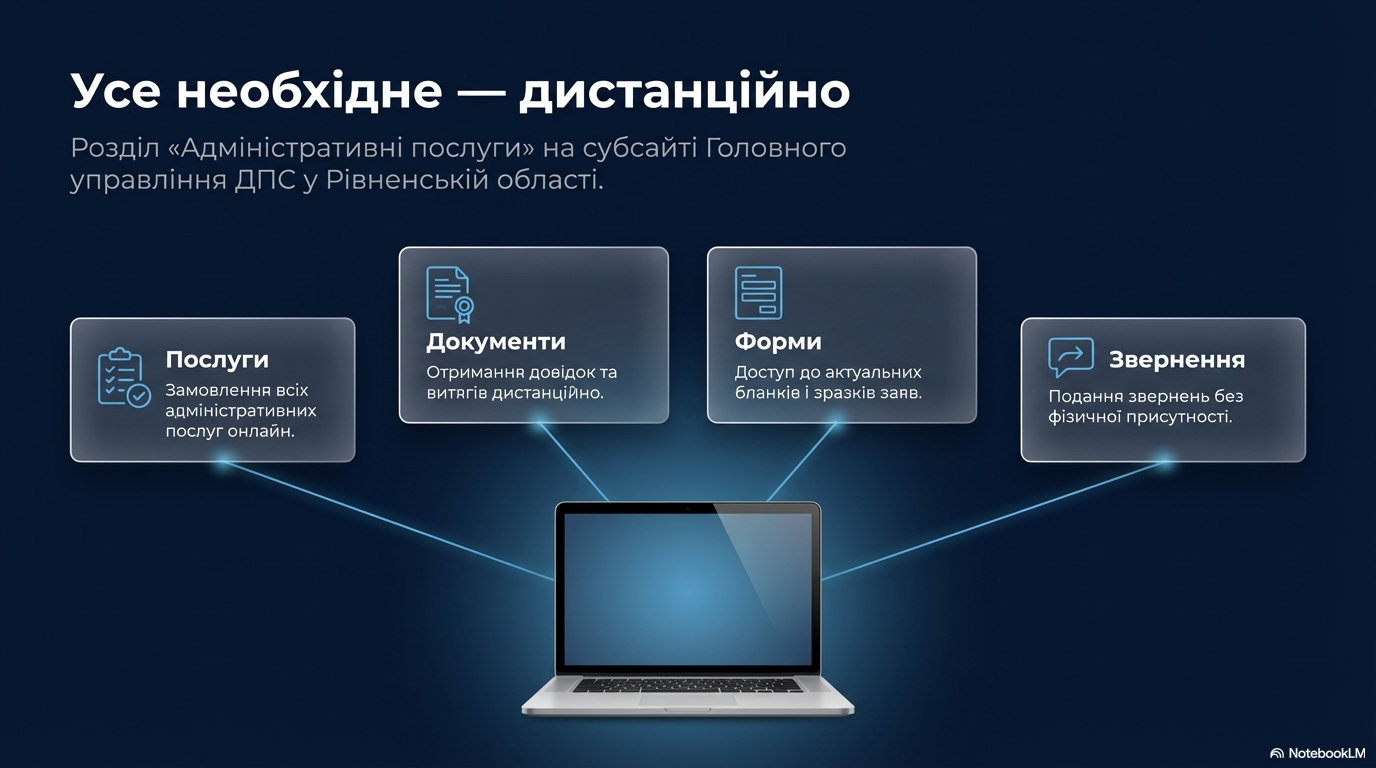 Усе необхідне — дистанційно
Розділ «Адміністративні послуги» на субсайті Головного
управління ДПС у Рівненській області.
Послуги
Замовлення всіх
адміністративних
послуг онлайн.
Документи
Отримання довідок та
витягів дистанційно.
Форми
Доступ до актуальних
бланків і зразків заяв.
Звернення
Подання звернень без
фізичної присутності.
NotebookLM